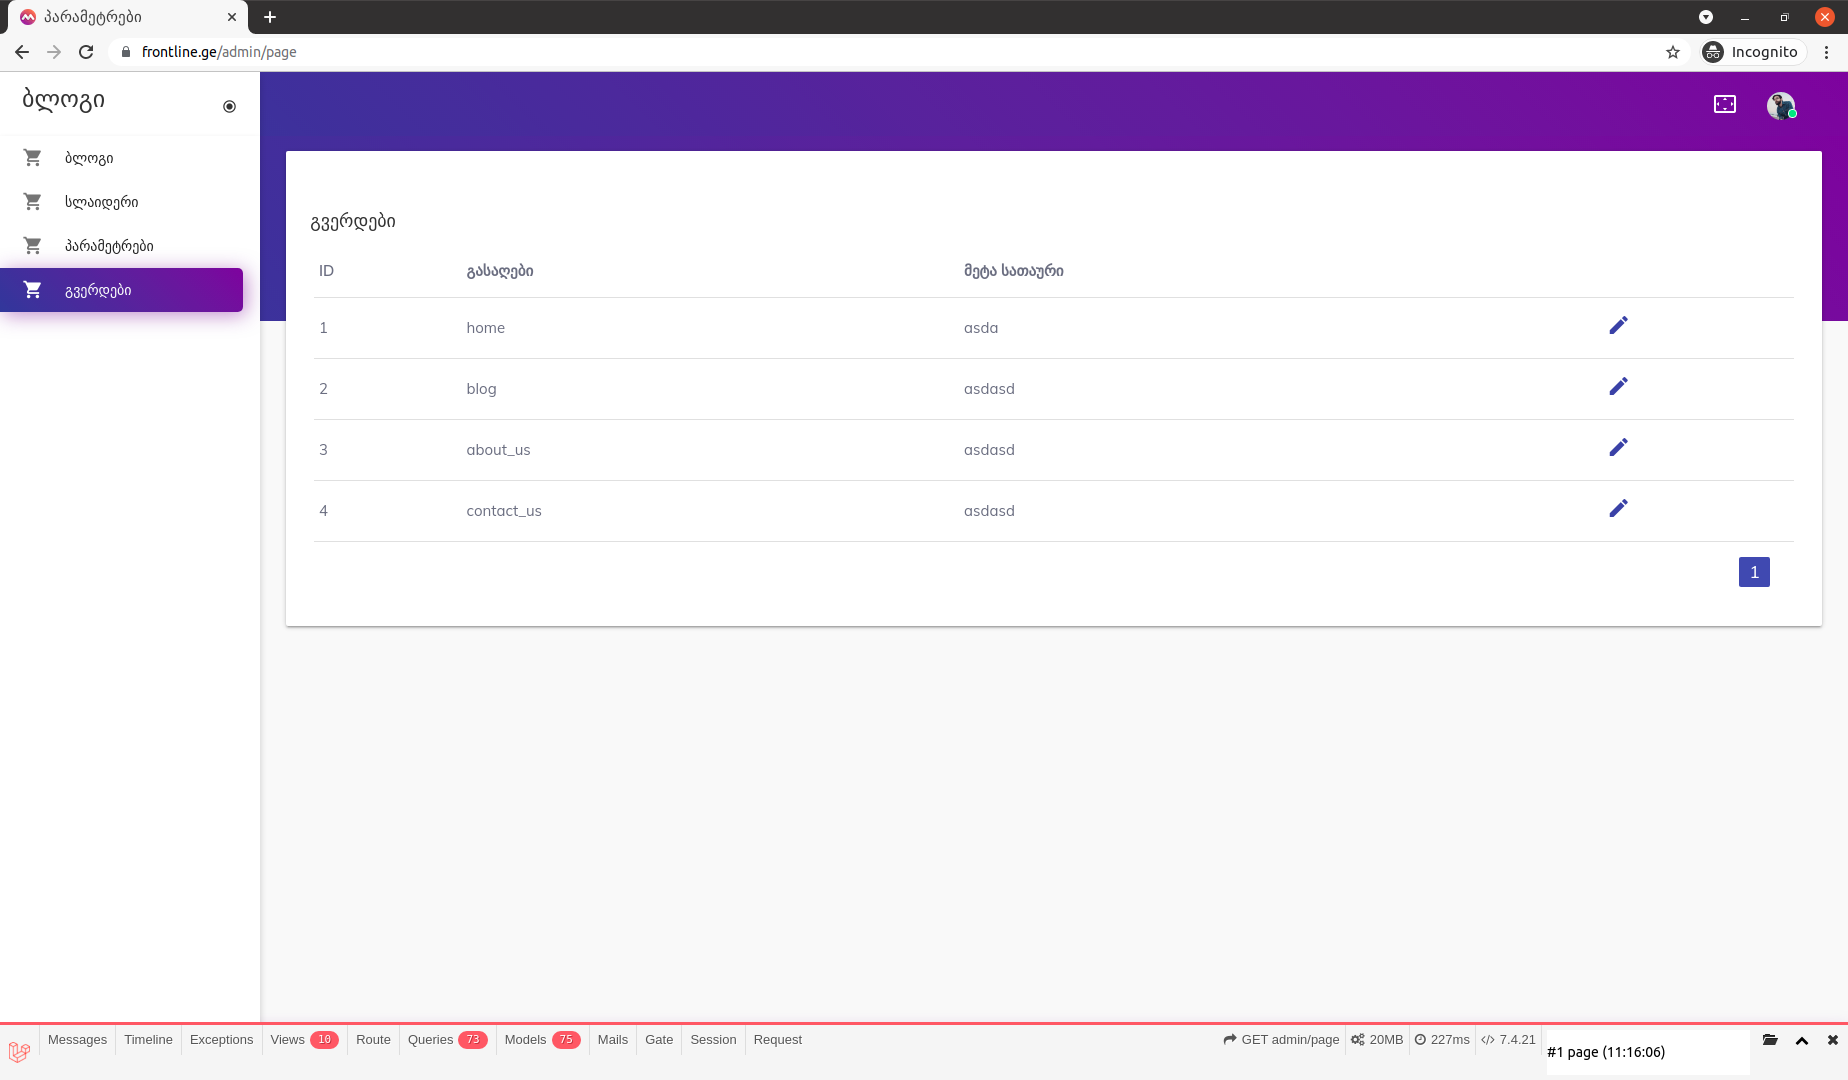 პარამეტრები
frontline.ge/admin/page
Incognito
ბლოგი
ბლოგი
სლაიდერი
პარამეტრები
გვერდები
გვერდები
ID გასაღები მეტა სათაური
1 home asda
2 blog asdasd
3 about_us asdasd
4 contact_us asdasd
1
Messages Timeline Exceptions Views 10 Route Queries 73 Models 75 Mails Gate Session Request GET admin/page 20MB 227ms 7.4.21 #1 page (11:16:06)